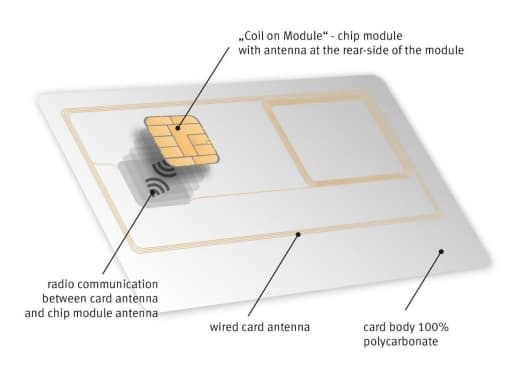 „Coil on Module“ - chip module
with antenna at the rear-side of the module
radio communication
between card antenna
and chip module antenna
wired card antenna
card body 100%
polycarbonate